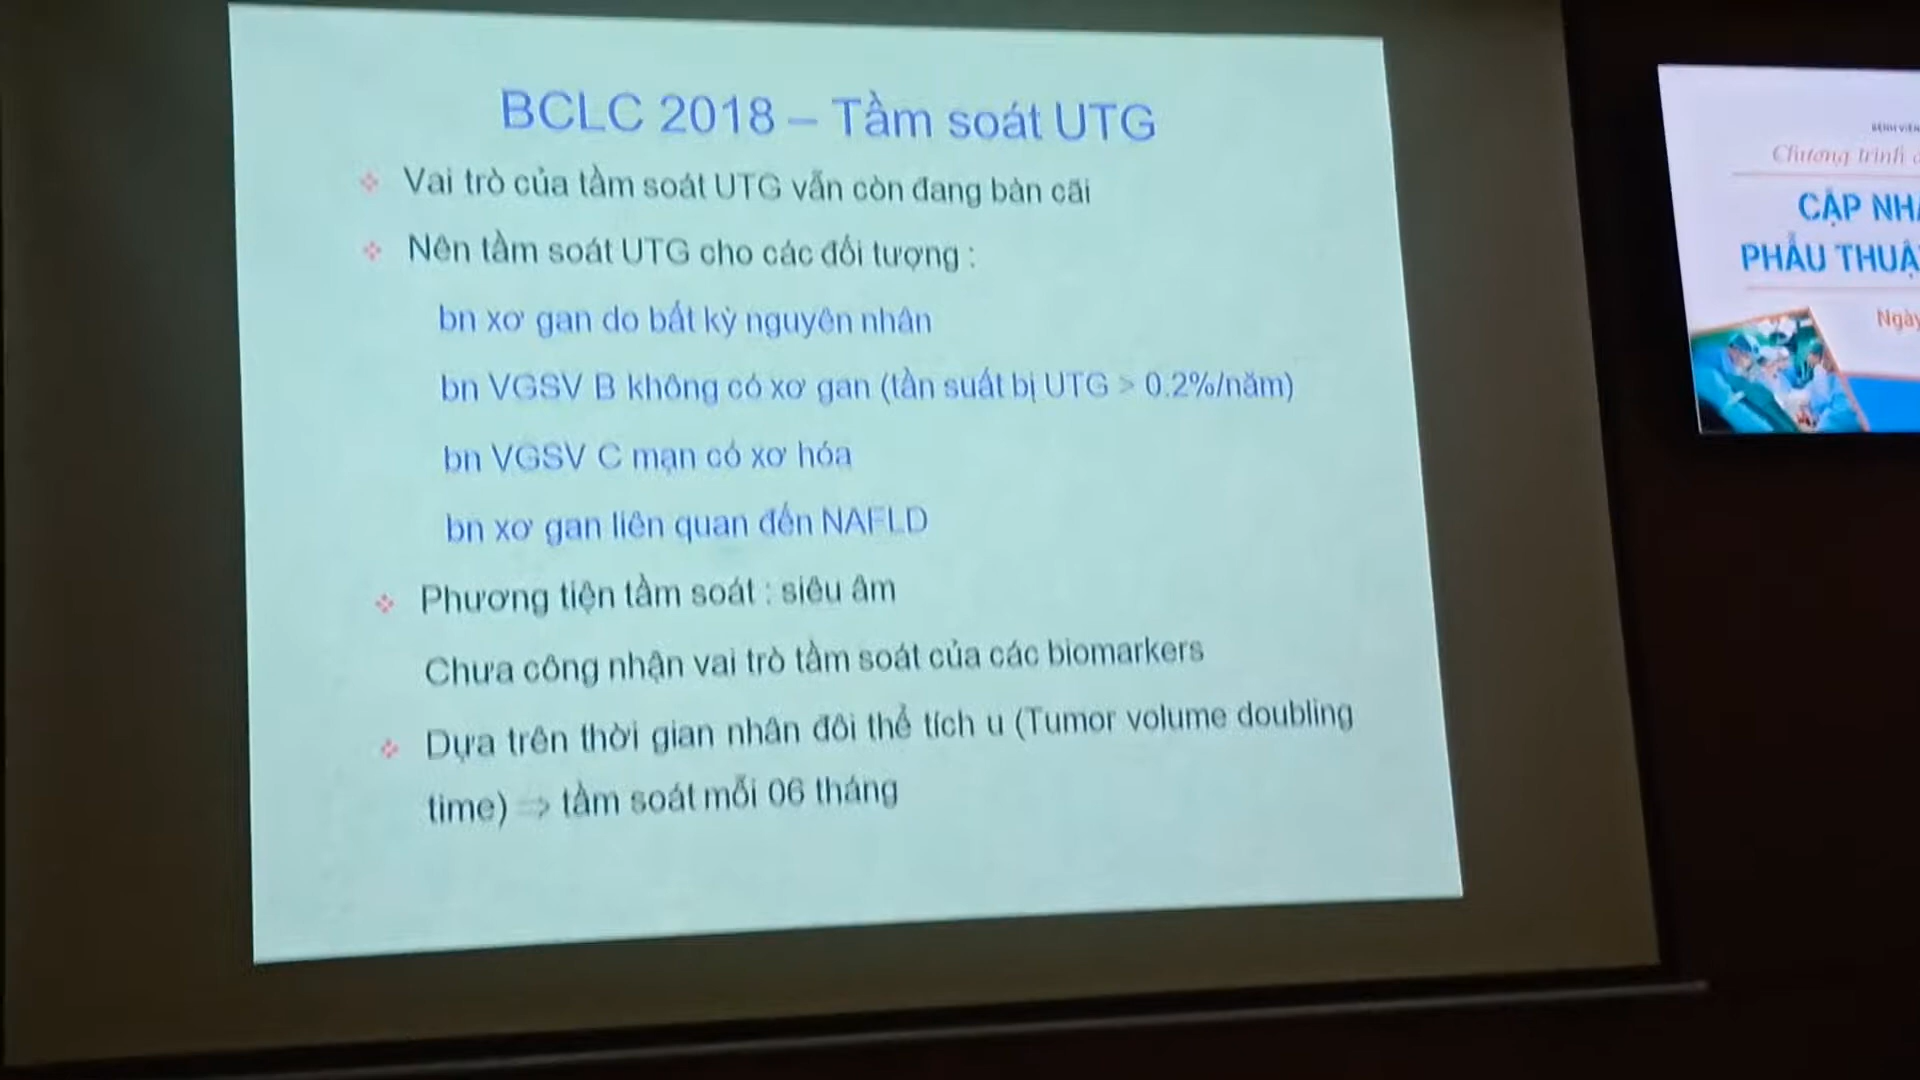 BCLC 2018 – Tầm soát UTG
Vai trò của tầm soát UTG vẫn còn đang bàn cãi
Nên tầm soát UTG cho các đối tượng :
bn xơ gan do bất kỳ nguyên nhân
bn VGSV B không có xơ gan (tần suất bị UTG > 0.2%/năm)
bn VGSV C mạn có xơ hóa
bn xơ gan liên quan đến NAFLD
Phương tiện tầm soát : siêu âm
Chưa công nhận vai trò tầm soát của các biomarkers
Dựa trên thời gian nhân đôi thể tích u (Tumor volume doubling
time) ⇒ tầm soát mỗi 06 tháng
BỆNH VIỆN
Chương trình
CẬP NHẬ
PHẪU THUẬ
Ngày